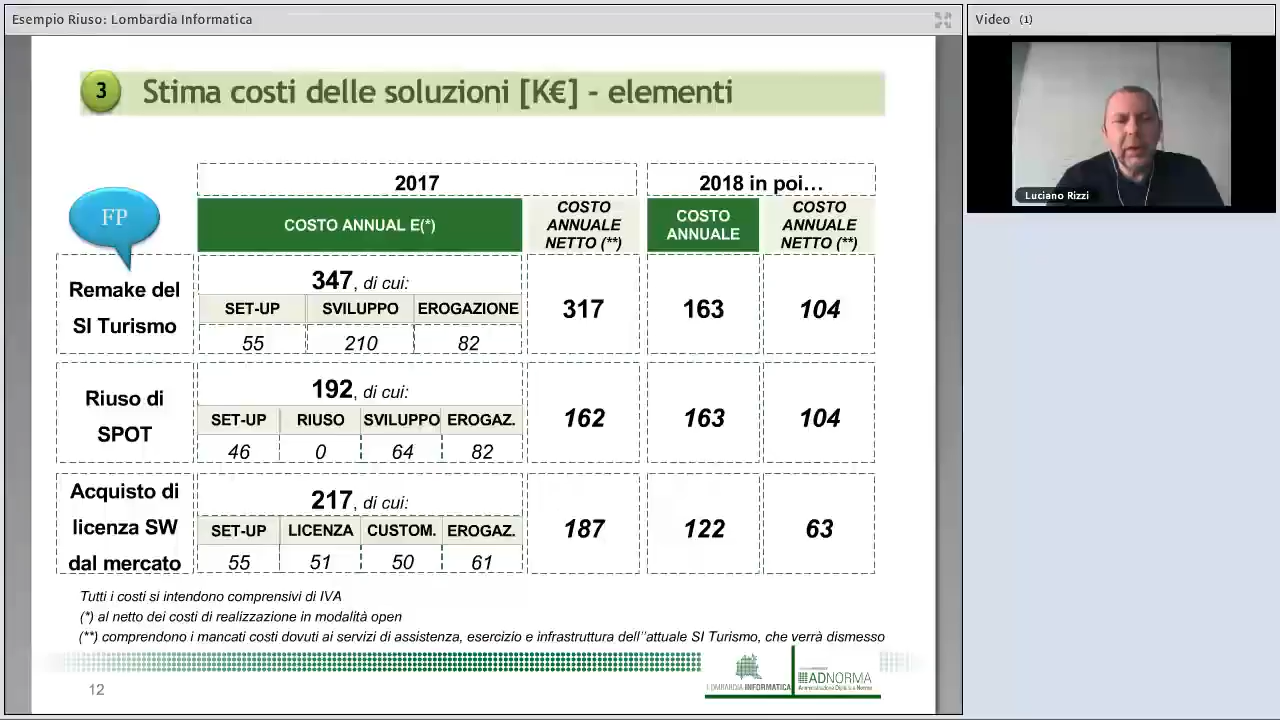 Esempio Riuso: Lombardia Informatica
Video (1)
Luciano Rizzi
3 Stima costi delle soluzioni [K€] - elementi
2017
2018 in poi…
FP
COSTO ANNUAL E(*)
COSTO
ANNUALE
NETTO (**)
COSTO
ANNUALE
COSTO
ANNUALE
NETTO (**)
Remake del
SI Turismo
347, di cui:
SET-UP SVILUPPO EROGAZIONE
55 210 82
317 163 104
Riuso di
SPOT
192, di cui:
SET-UP RIUSO SVILUPPO EROGAZ.
46 0 64 82
162 163 104
Acquisto di
licenza SW
dal mercato
217, di cui:
SET-UP LICENZA CUSTOM. EROGAZ.
55 51 50 61
187 122 63
Tutti i costi si intendono comprensivi di IVA
(*) al netto dei costi di realizzazione in modalità open
(**) comprendono i mancati costi dovuti ai servizi di assistenza, esercizio e infrastruttura dell''attuale SI Turismo, che verrà dismesso
12
LOMBARDIA INFORMATICA
ADNORMA
Amministrazione Digitale a Norma